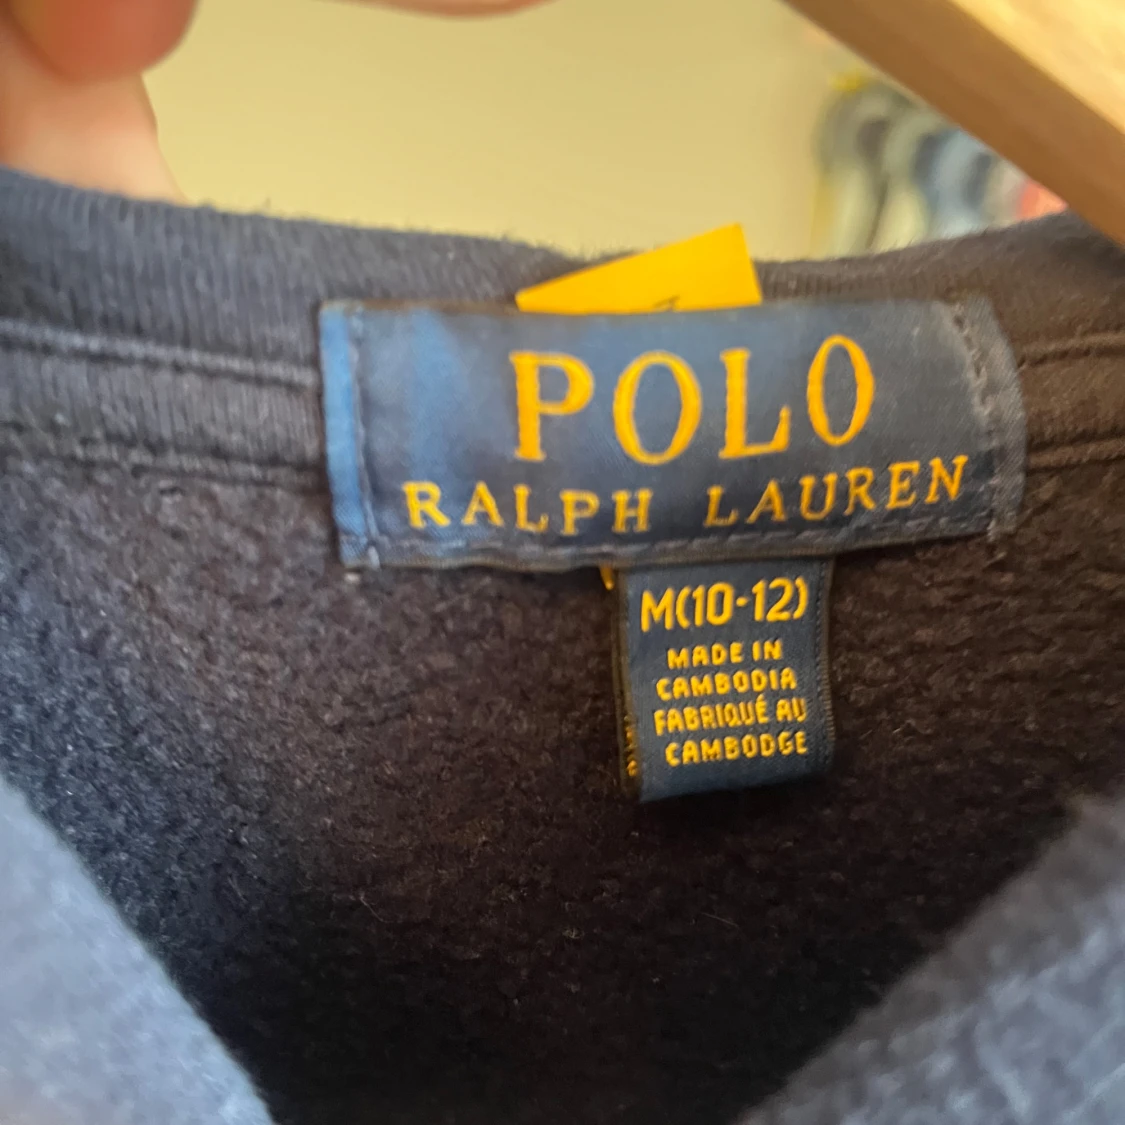 POLO
RALPH LAUREN
M(10-12)
MADE IN
CAMBODIA
FABRIQUÉ AU
CAMBODGE